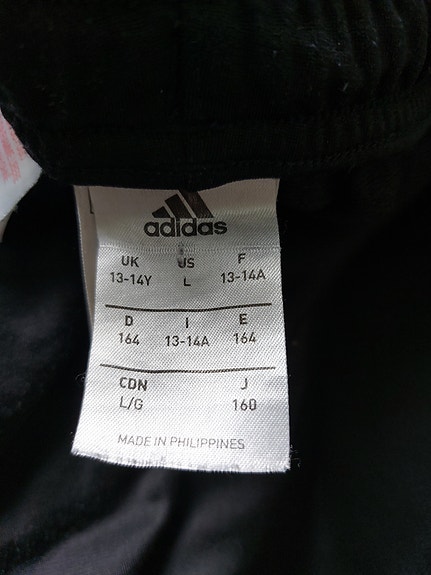 adidas
UK US F
13-14Y L 13-14A
D I E
164 13-14A 164
CDN J
L/G 160
MADE IN PHILIPPINES